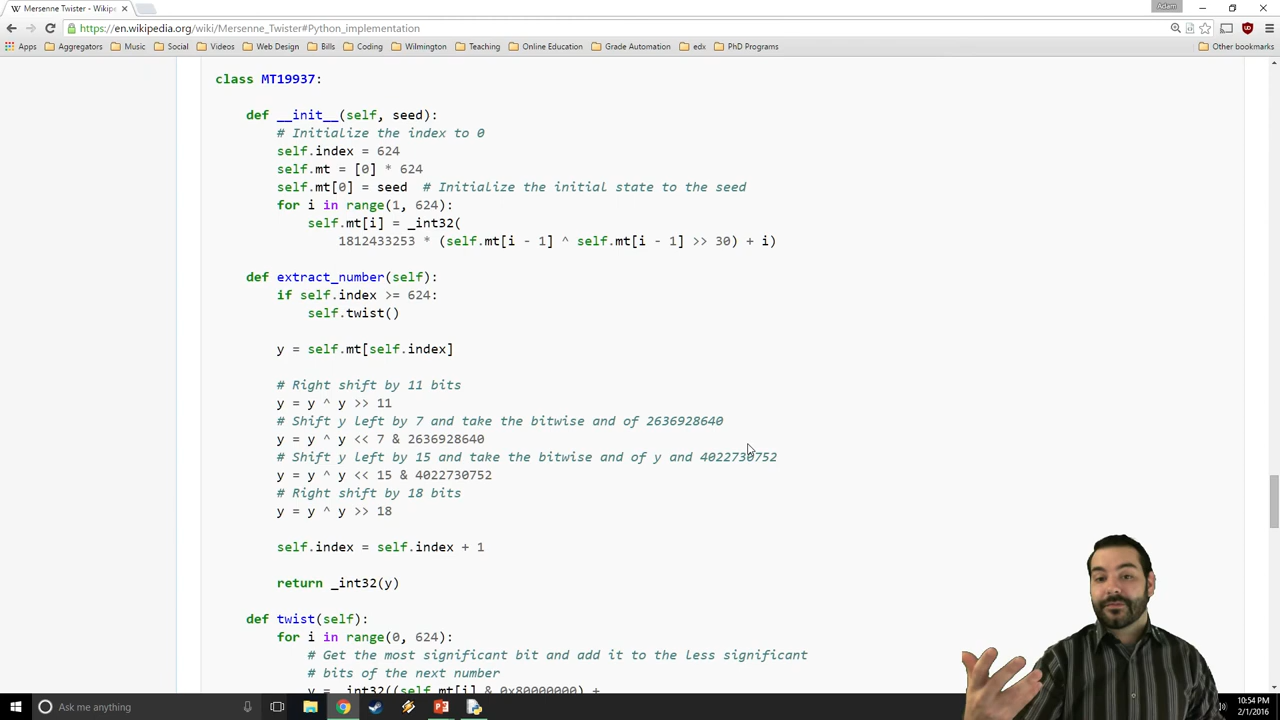 Mersenne Twister - Wikip
Adam
https://en.wikipedia.org/wiki/Mersenne_Twister#Python_implementation
Apps Aggregators Music Social Videos Web Design Bills Coding Wilmington Teaching Online Education Grade Automation edx PhD Programs Other bookmarks
class MT19937:
def __init__(self, seed):
# Initialize the index to 0
self.index = 624
self.mt = [0] * 624
self.mt[0] = seed  # Initialize the initial state to the seed
for i in range(1, 624):
self.mt[i] = _int32(
1812433253 * (self.mt[i - 1] ^ self.mt[i - 1] >> 30) + i)
def extract_number(self):
if self.index >= 624:
self.twist()
y = self.mt[self.index]
# Right shift by 11 bits
y = y ^ y >> 11
# Shift y left by 7 and take the bitwise and of 2636928640
y = y ^ y << 7 & 2636928640
# Shift y left by 15 and take the bitwise and of y and 4022730752
y = y ^ y << 15 & 4022730752
# Right shift by 18 bits
y = y ^ y >> 18
self.index = self.index + 1
return _int32(y)
def twist(self):
for i in range(0, 624):
# Get the most significant bit and add it to the less significant
# bits of the next number
y = _int32((self.mt[i] & 0x80000000) +
Ask me anything
10:54 PM
2/1/2016